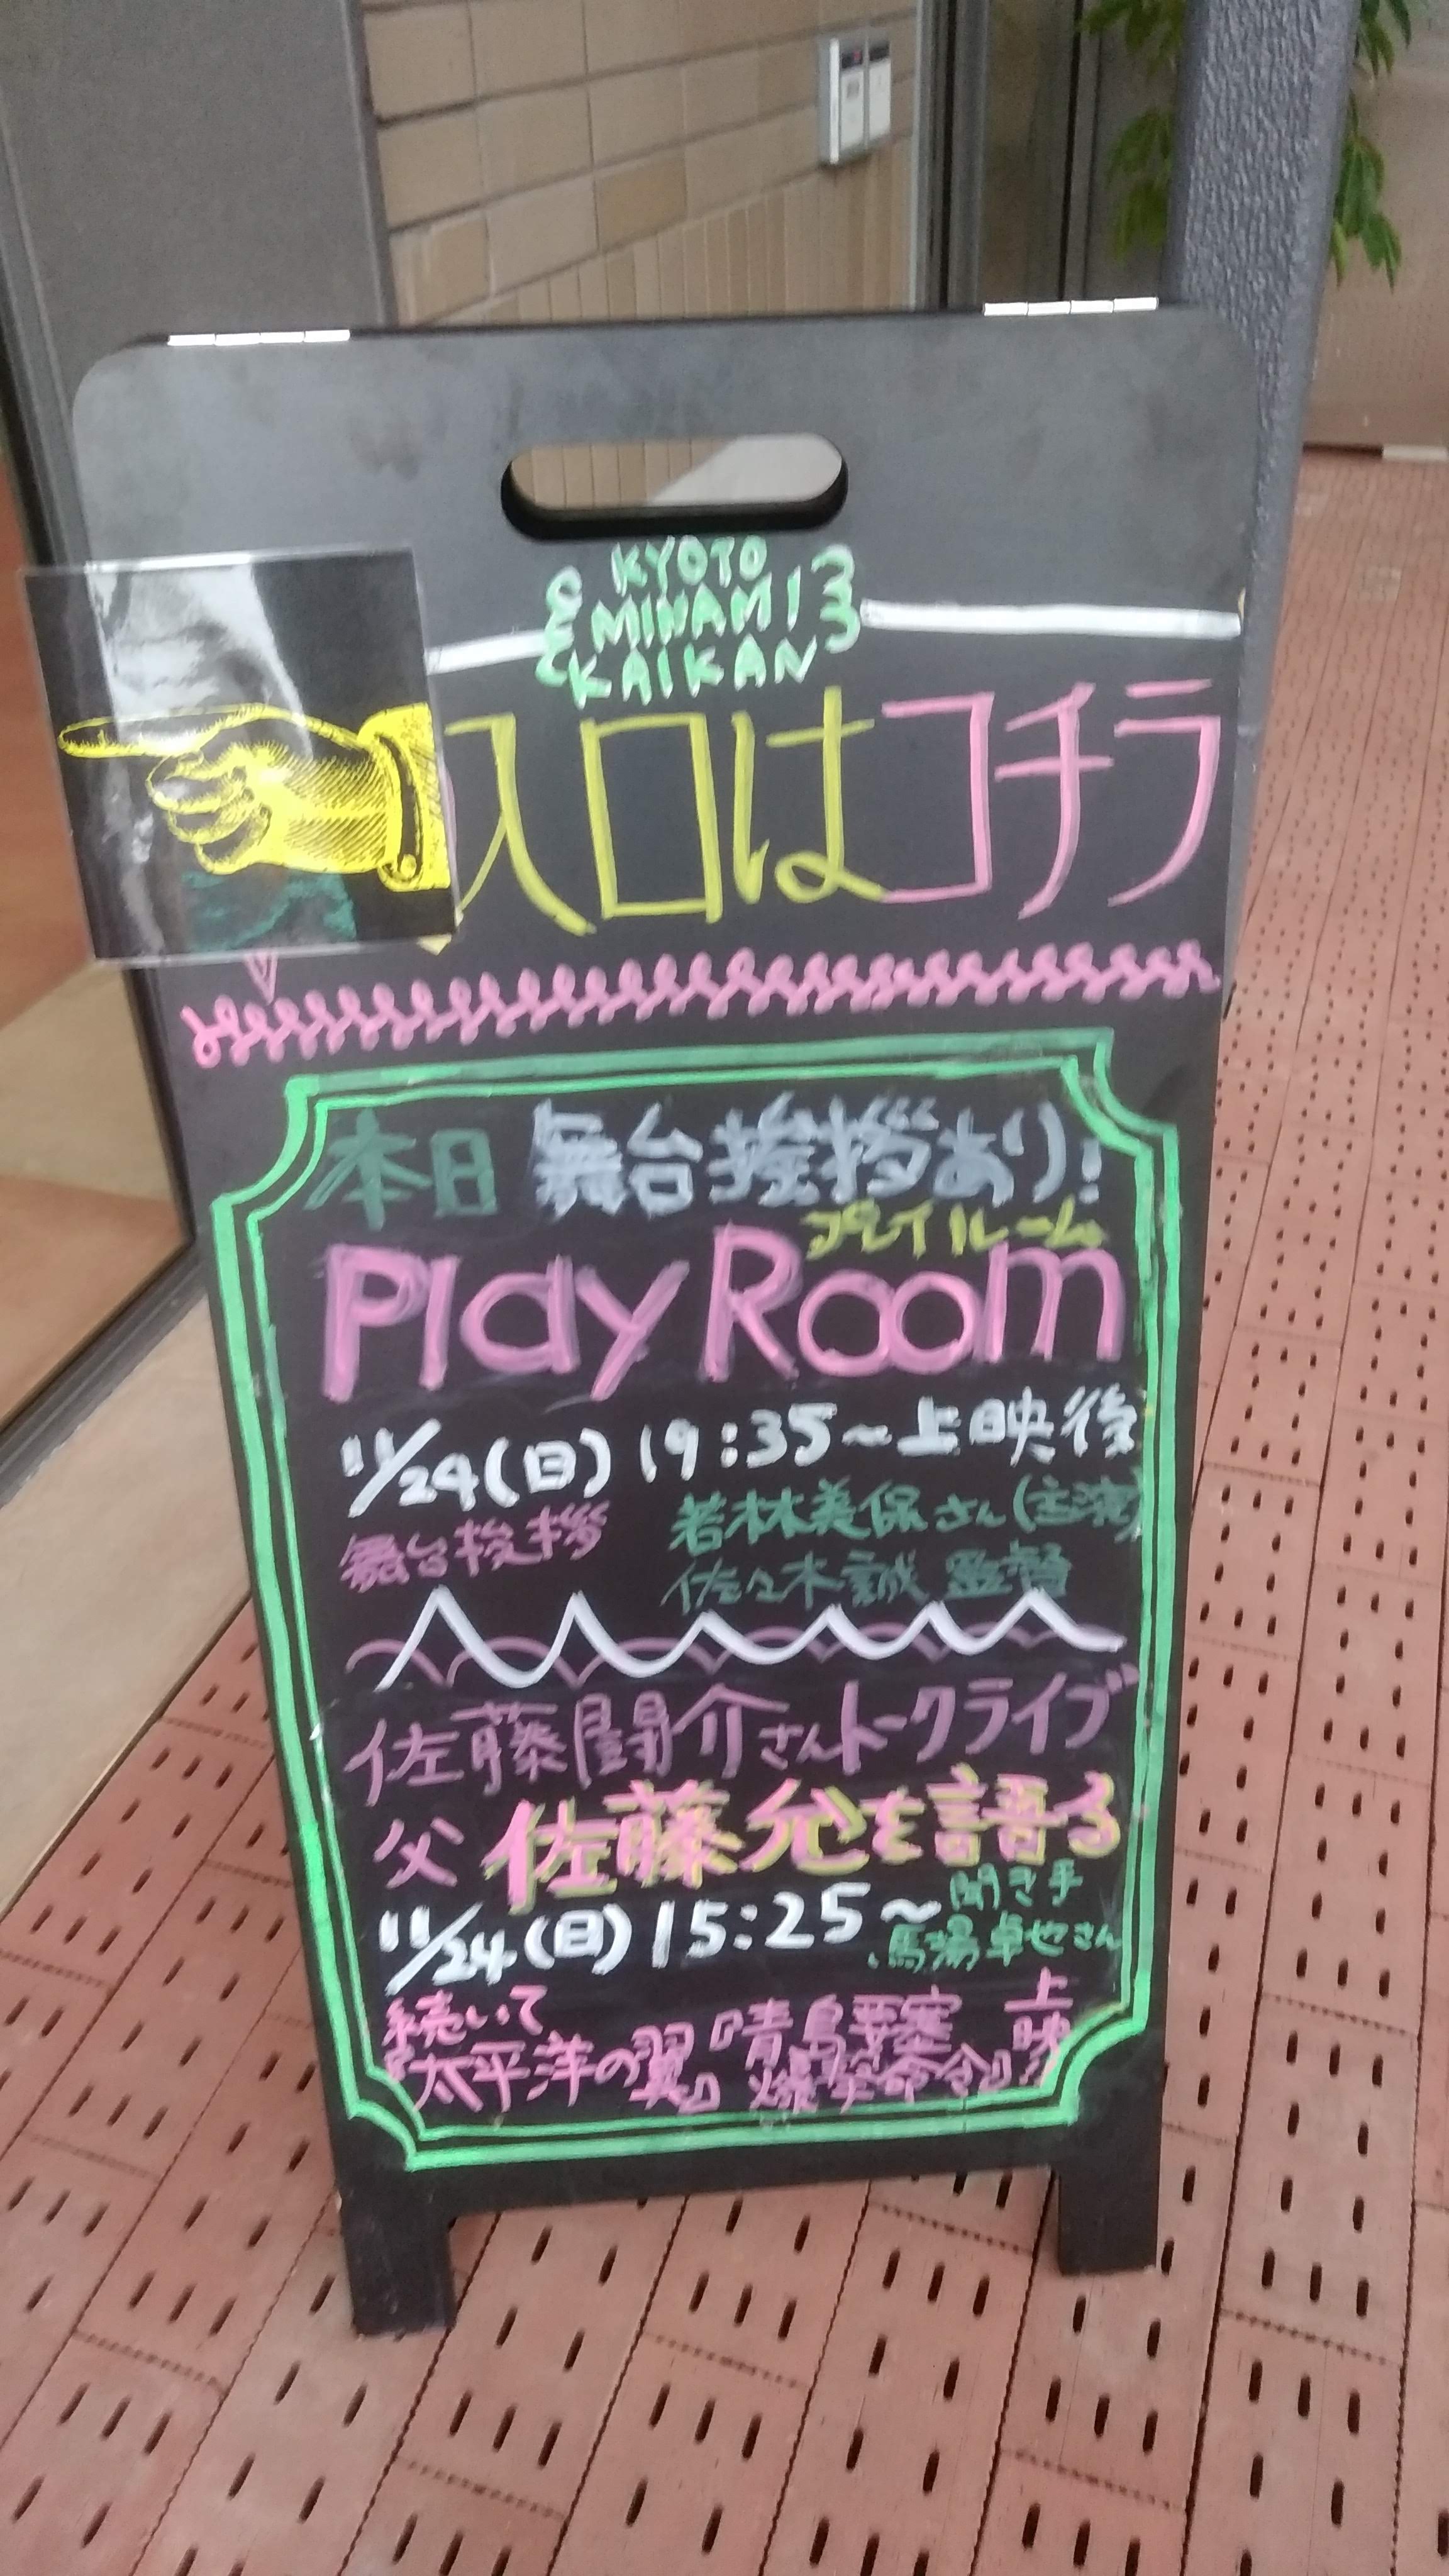 KYOTO
MINAMI
KAIKAN
入口はコチラ
本日 舞台挨拶あり!
プレイルーム
Play Room
11/24(日) 19:35〜上映後
舞台挨拶 若林美保さん(主演)
佐々木誠 監督
佐藤闘介さんトークライブ
父 佐藤允を語る
11/24(日) 15:25〜 聞き手
馬場卓也さん
続いて
『太平洋の翼』『青島要塞爆撃命令』上映